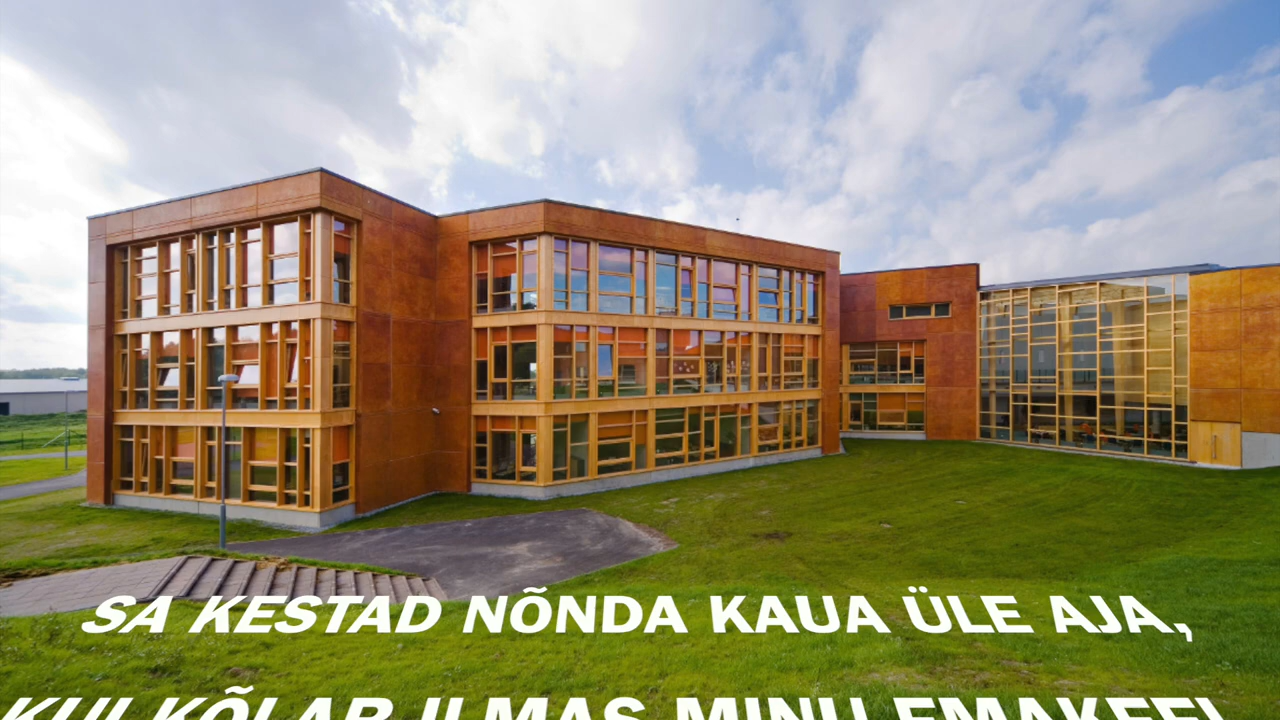 SA KESTAD NÕNDA KAUA ÜLE AJA,
KUI KÕLAB ILMAS MINU EMAKEEL